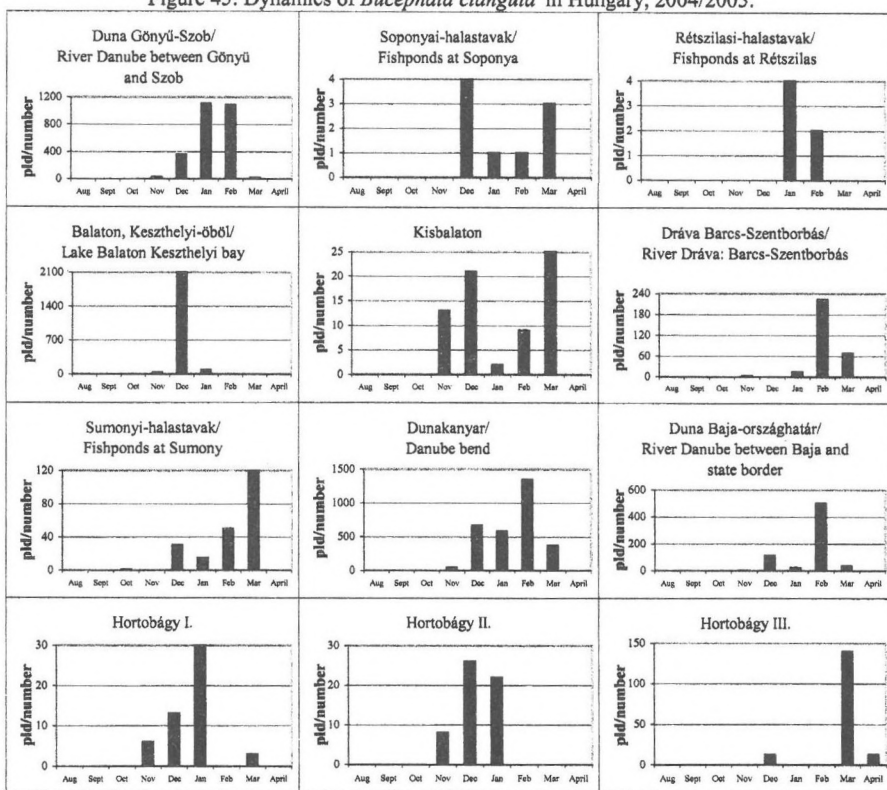 Figure Dynamics of Bucephala clangula in Hungary, 2004/2005.
Duna Gönyű-Szob/
River Danube between Gönyü
and Szob
pld/number
1200
800
400
0
Aug Sept Oct Nov Dec Jan Feb Mar April
Soponyai-halastavak/
Fishponds at Soponya
pld/number
4
3
2
1
0
Aug Sept Oct Nov Dec Jan Feb Mar April
Rétszilasi-halastavak/
Fishponds at Rétszilas
pld/number
4
3
2
1
0
Aug Sept Oct Nov Dec Jan Feb Mar April
Balaton, Keszthelyi-öböl/
Lake Balaton Keszthelyi bay
pld/number
2100
1400
700
0
Aug Sept Oct Nov Dec Jan Feb Mar April
Kisbalaton
pld/number
25
20
15
10
5
0
Aug Sept Oct Nov Dec Jan Feb Mar April
Dráva Barcs-Szentborbás/
River Dráva: Barcs-Szentborbás
pld/number
240
180
120
60
0
Aug Sept Oct Nov Dec Jan Feb Mar April
Sumonyi-halastavak/
Fishponds at Sumony
pld/number
120
80
40
0
Aug Sept Oct Nov Dec Jan Feb Mar April
Dunakanyar/
Danube bend
pld/number
1500
1000
500
0
Aug Sept Oct Nov Dec Jan Feb Mar April
Duna Baja-országhatár/
River Danube between Baja and
state border
pld/number
600
400
200
0
Aug Sept Oct Nov Dec Jan Feb Mar April
Hortobágy I.
pld/number
30
20
10
0
Aug Sept Oct Nov Dec Jan Feb Mar April
Hortobágy II.
pld/number
30
20
10
0
Aug Sept Oct Nov Dec Jan Feb Mar April
Hortobágy III.
pld/number
150
100
50
0
Aug Sept Oct Nov Dec Jan Feb Mar April